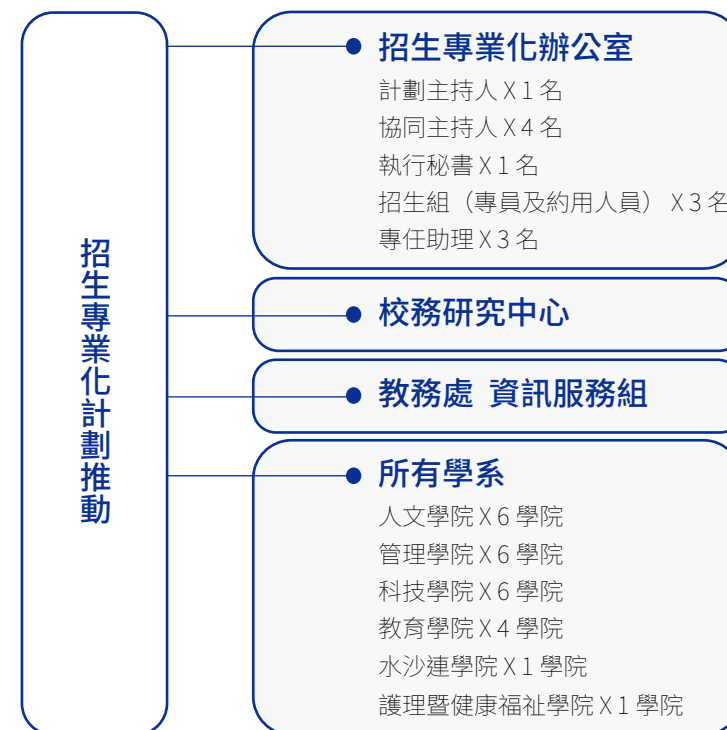 招生專業化計劃推動
招生專業化辦公室
計劃主持人 X 1 名
協同主持人 X 4 名
執行秘書 X 1 名
招生組（專員及約用人員） X 3 名
專任助理 X 3 名
校務研究中心
教務處 資訊服務組
所有學系
人文學院 X 6 學院
管理學院 X 6 學院
科技學院 X 6 學院
教育學院 X 4 學院
水沙連學院 X 1 學院
護理暨健康福祉學院 X 1 學院